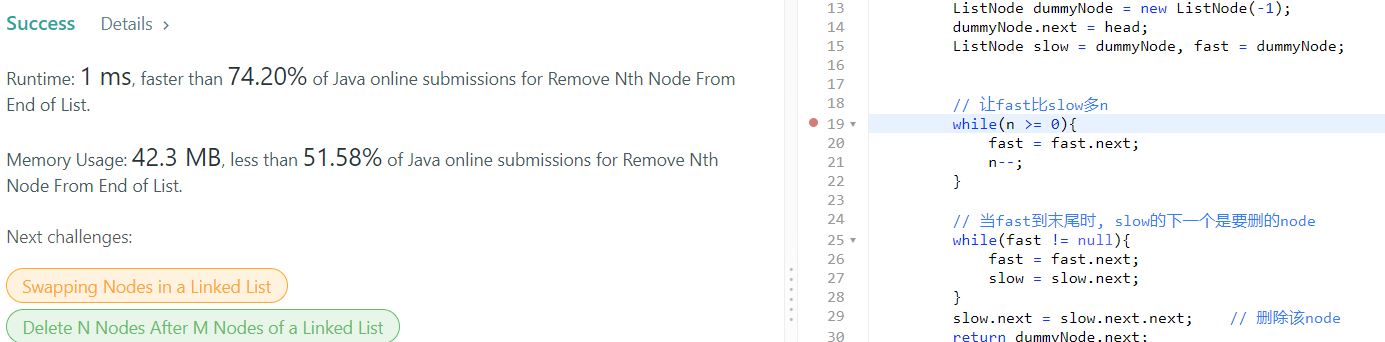 Success Details >
Runtime: 1 ms, faster than 74.20% of Java online submissions for Remove Nth Node From
End of List.
Memory Usage: 42.3 MB, less than 51.58% of Java online submissions for Remove Nth
Node From End of List.
Next challenges:
Swapping Nodes in a Linked List
Delete N Nodes After M Nodes of a Linked List
13 ListNode dummyNode = new ListNode(-1);
14 dummyNode.next = head;
15 ListNode slow = dummyNode, fast = dummyNode;
16
17
18 // 让fast比slow多n
19 while(n >= 0){
20 fast = fast.next;
21 n--;
22 }
23
24 // 当fast到末尾时, slow的下一个是要删的node
25 while(fast != null){
26 fast = fast.next;
27 slow = slow.next;
28 }
29 slow.next = slow.next.next; // 删除该node
30 return dummyNode.next;